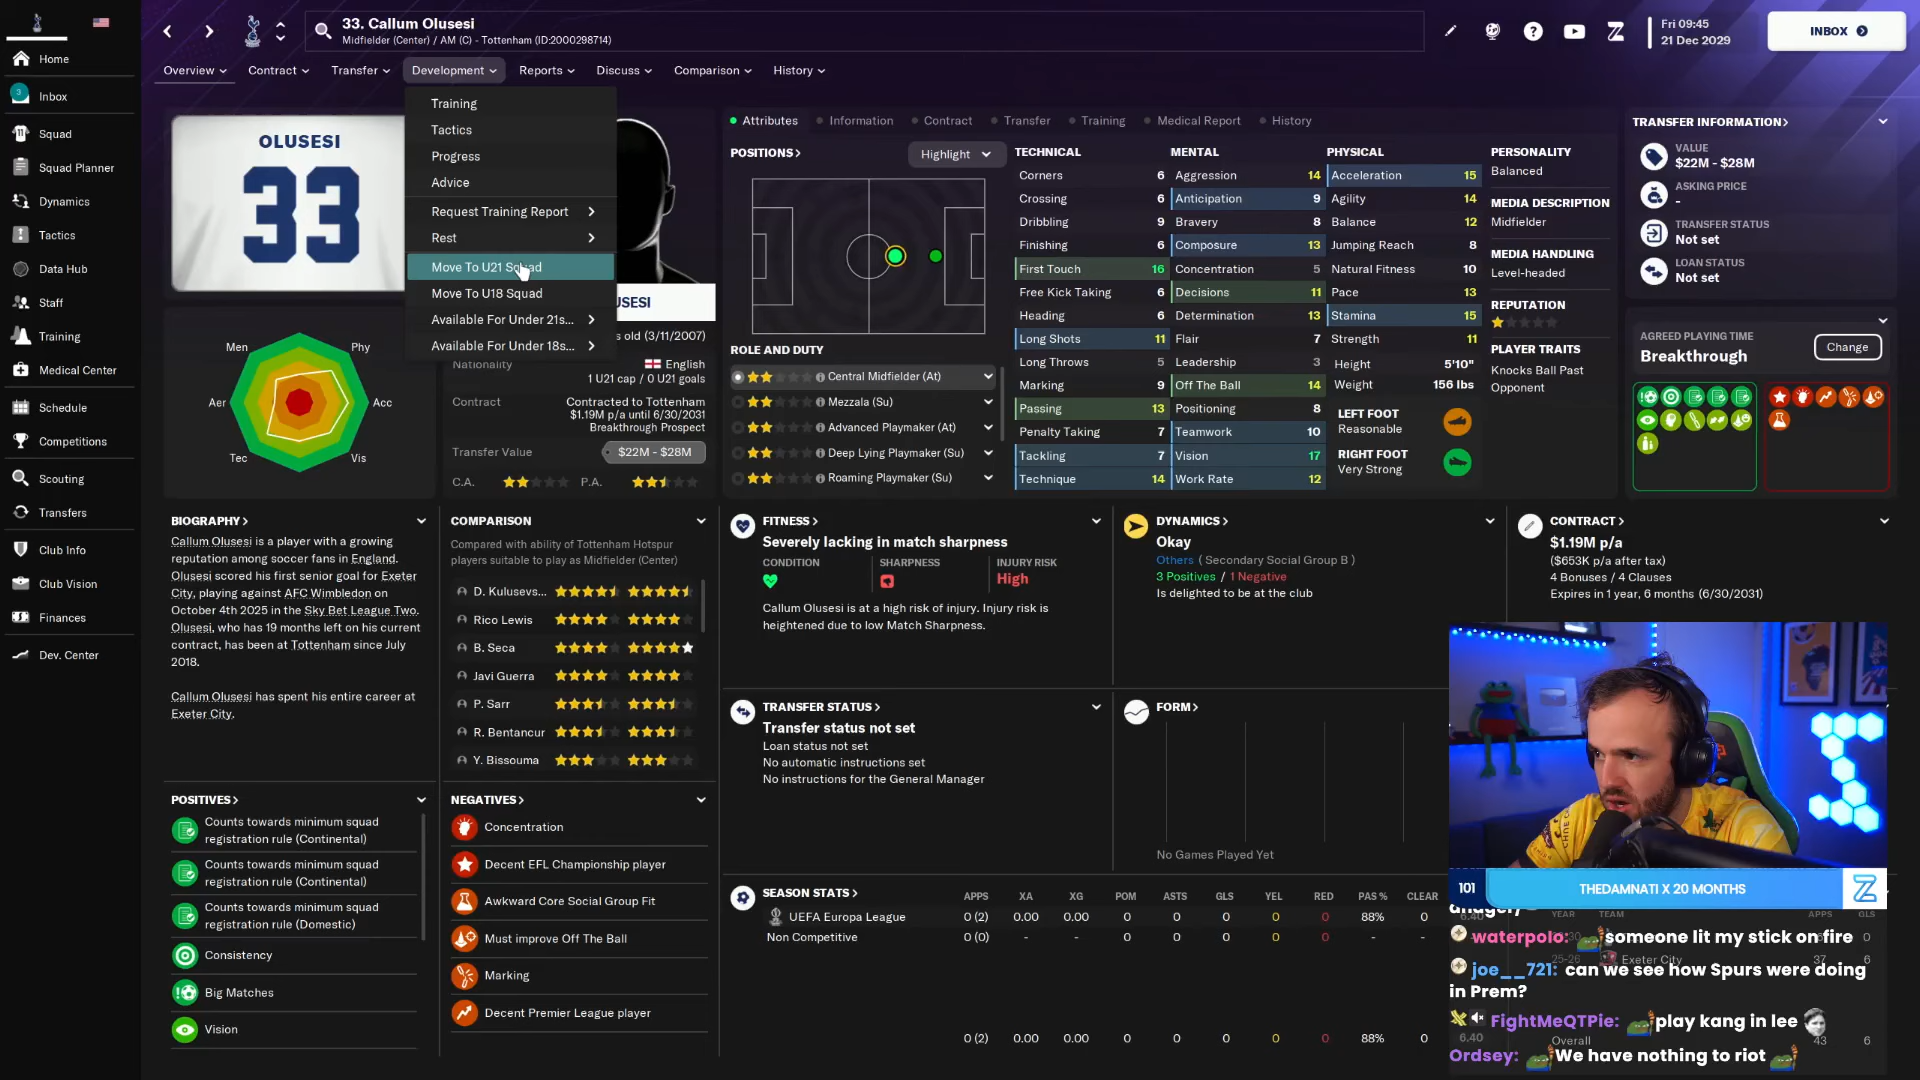 33. Callum Olusesi
Midfielder (Center) / AM (C) - Tottenham (ID:2000298714)
Fri 09:45
21 Dec 2029
INBOX
Home
3
Inbox
Squad
Squad Planner
Dynamics
Tactics
Data Hub
Staff
Training
Medical Center
Schedule
Competitions
Scouting
Transfers
Club Info
Club Vision
Finances
Dev. Center
Overview
Contract
Transfer
Development
Reports
Discuss
Comparison
History
Training
Tactics
Progress
Advice
Request Training Report
Rest
Move To U21 Squad
Move To U18 Squad
Available For Under 21s...
Available For Under 18s...
OLUSESI
33
USESI
s old (3/11/2007)
Nationality
English
1 U21 cap / 0 U21 goals
Contract
Contracted to Tottenham
$1.19M p/a until 6/30/2031
Breakthrough Prospect
Transfer Value
$22M - $28M
C.A.
P.A.
Men
Phy
Aer
Acc
Tec
Vis
Attributes
Information
Contract
Transfer
Training
Medical Report
History
POSITIONS>
Highlight
ROLE AND DUTY
Central Midfielder (At)
Mezzala (Su)
Advanced Playmaker (At)
Deep Lying Playmaker (Su)
Roaming Playmaker (Su)
TECHNICAL
Corners 6
Crossing 6
Dribbling 9
Finishing 6
First Touch 16
Free Kick Taking 6
Heading 6
Long Shots 11
Long Throws 5
Marking 9
Passing 13
Penalty Taking 7
Tackling 7
Technique 14
MENTAL
Aggression 14
Anticipation 9
Bravery 8
Composure 13
Concentration 5
Decisions 11
Determination 13
Flair 7
Leadership 3
Off The Ball 14
Positioning 8
Teamwork 10
Vision 17
Work Rate 12
PHYSICAL
Acceleration 15
Agility 14
Balance 12
Jumping Reach 8
Natural Fitness 10
Pace 13
Stamina 15
Strength 11
Height 5'10"
Weight 156 lbs
LEFT FOOT
Reasonable
RIGHT FOOT
Very Strong
PERSONALITY
Balanced
MEDIA DESCRIPTION
Midfielder
MEDIA HANDLING
Level-headed
REPUTATION
PLAYER TRAITS
Knocks Ball Past
Opponent
TRANSFER INFORMATION>
VALUE
$22M - $28M
ASKING PRICE
-
TRANSFER STATUS
Not set
LOAN STATUS
Not set
AGREED PLAYING TIME
Breakthrough
Change
BIOGRAPHY>
Callum Olusesi is a player with a growing
reputation among soccer fans in England.
Olusesi scored his first senior goal for Exeter
City, playing against AFC Wimbledon on
October 4th 2025 in the Sky Bet League Two.
Olusesi, who has 19 months left on his current
contract, has been at Tottenham since July
2018.
Callum Olusesi has spent his entire career at
Exeter City.
COMPARISON
Compared with ability of Tottenham Hotspur
players suitable to play as Midfielder (Center)
D. Kulusevs...
Rico Lewis
B. Seca
Javi Guerra
P. Sarr
R. Bentancur
Y. Bissouma
FITNESS>
Severely lacking in match sharpness
CONDITION
SHARPNESS
INJURY RISK
High
Callum Olusesi is at a high risk of injury. Injury risk is
heightened due to low Match Sharpness.
DYNAMICS>
Okay
Others ( Secondary Social Group B )
3 Positives / 1 Negative
Is delighted to be at the club
CONTRACT>
$1.19M p/a
($653K p/a after tax)
4 Bonuses / 4 Clauses
Expires in 1 year, 6 months (6/30/2031)
TRANSFER STATUS>
Transfer status not set
Loan status not set
No automatic instructions set
No instructions for the General Manager
FORM>
No Games Played Yet
POSITIVES>
Counts towards minimum squad
registration rule (Continental)
Counts towards minimum squad
registration rule (Continental)
Counts towards minimum squad
registration rule (Domestic)
Consistency
Big Matches
Vision
NEGATIVES>
Concentration
Decent EFL Championship player
Awkward Core Social Group Fit
Must improve Off The Ball
Marking
Decent Premier League player
SEASON STATS>
APPS XA XG POM ASTS GLS YEL RED PAS % CLEAR
UEFA Europa League 0 (2) 0.00 0.00 0 0 0 0 0 88% 0 6.40
Non Competitive 0 (0) - - 0 0 0 0 0 - -
0 (2) 0.00 0.00 0 0 0 0 0 88% 0 6.40
101
THEDAMNATI X 20 MONTHS
YEAR TEAM APPS GLS
waterpolo: someone lit my stick on fire
0
25-26 Exeter City 37 6
joe__721: can we see how Spurs were doing
in Prem?
FightMeQTPie: play kang in lee
Overall 43 6
Ordsey: We have nothing to riot